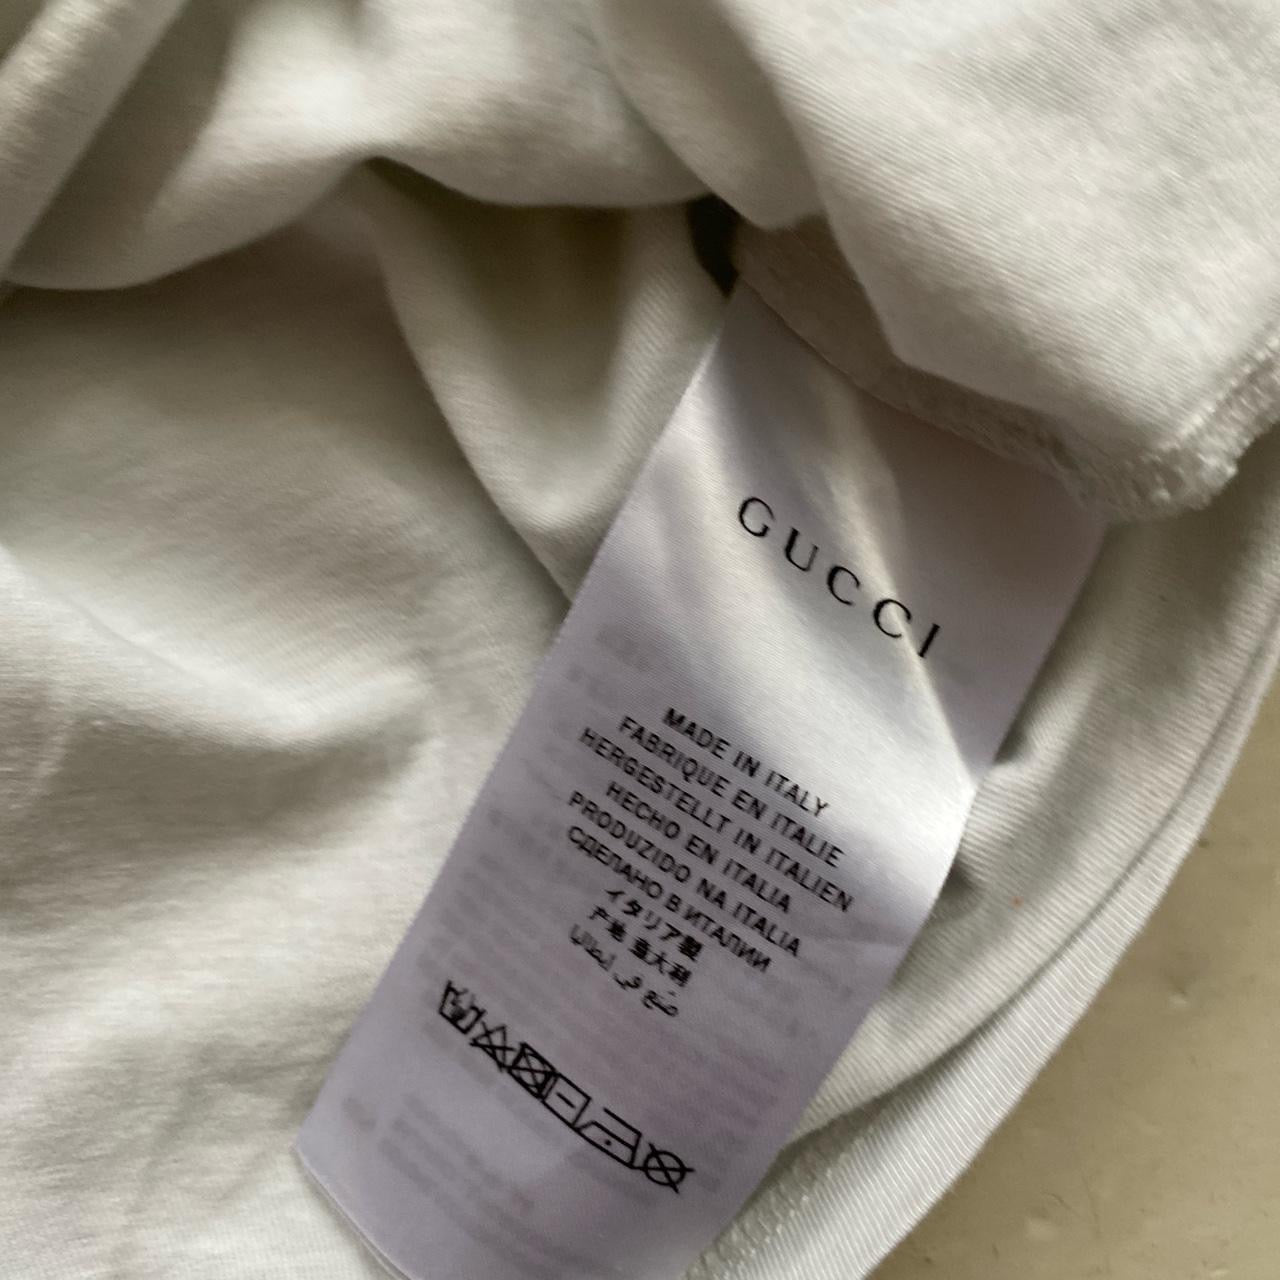 GUCCI
MADE IN ITALY
FABRIQUE EN ITALIE
HERGESTELLT IN ITALIEN
HECHO EN ITALIA
PRODUZIDO NA ITALIA
СДЕЛАНО В ИТАЛИИ
イタリア製
产地 意大利
صنع في إيطاليا